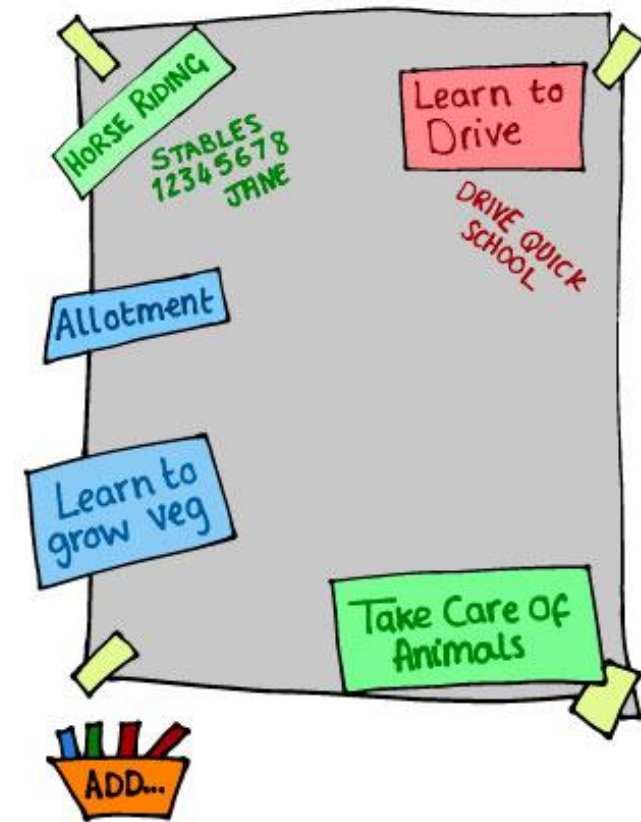 HORSE RIDING
STABLES
12345678
JANE
Learn to
Drive
DRIVE QUICK
SCHOOL
Allotment
Learn to
grow veg
Take Care Of
Animals
ADD...